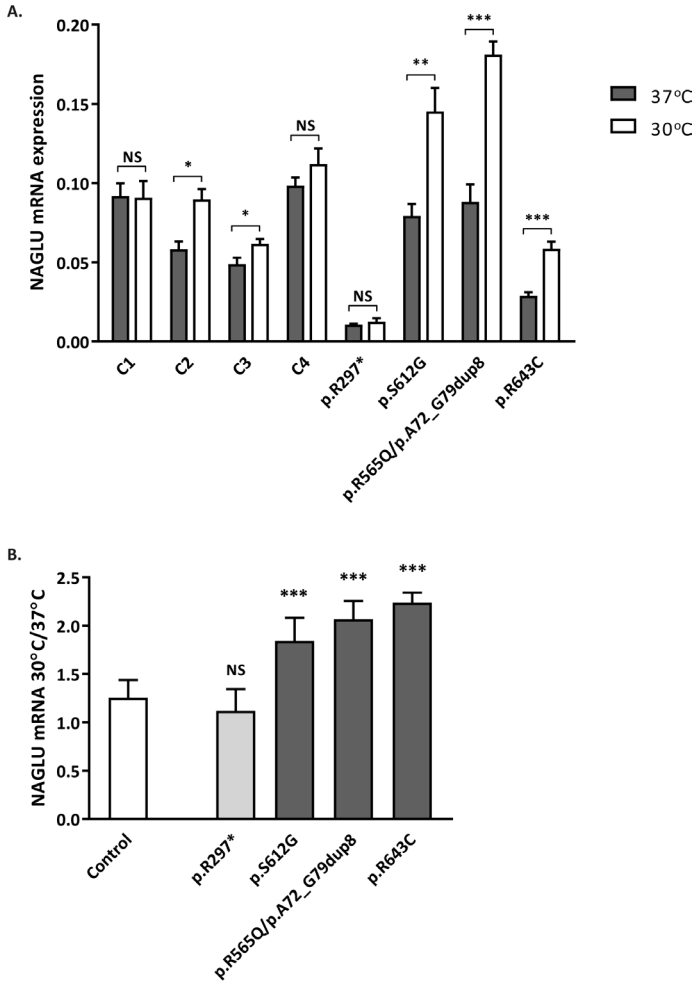 A.
NAGLU mRNA expression
0.20
0.15
0.10
0.05
0.00
NS
*
*
NS
NS
**
***
***
C1
C2
C3
C4
p.R297*
p.S612G
p.R565Q/p.A72_G79dup8
p.R643C
37°C
30°C
B.
NAGLU mRNA 30°C/37°C
2.5
2.0
1.5
1.0
0.5
0.0
NS
***
***
***
Control
p.R297*
p.S612G
p.R565Q/p.A72_G79dup8
p.R643C